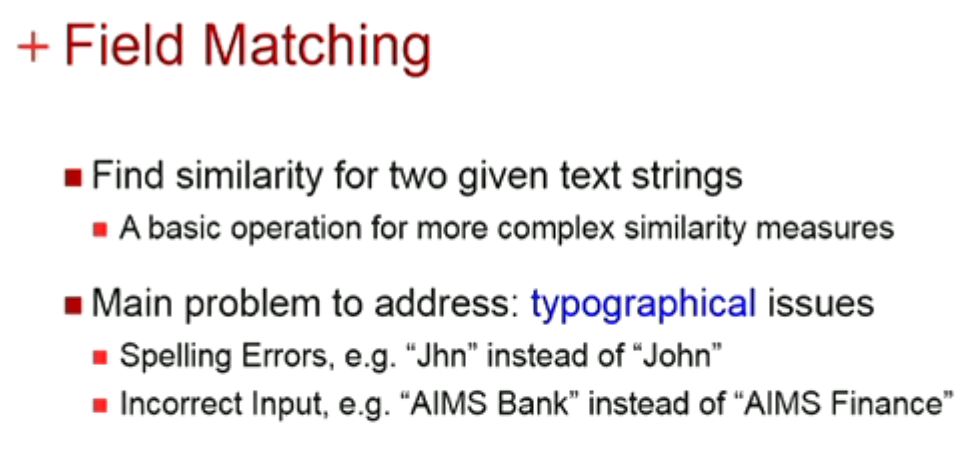 + Field Matching
■ Find similarity for two given text strings
■ A basic operation for more complex similarity measures
■ Main problem to address: typographical issues
■ Spelling Errors, e.g. “Jhn” instead of “John”
■ Incorrect Input, e.g. “AIMS Bank” instead of “AIMS Finance”